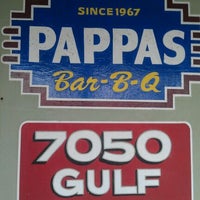 SINCE 1967
PAPPAS
Bar-B-Q
7050
GULF